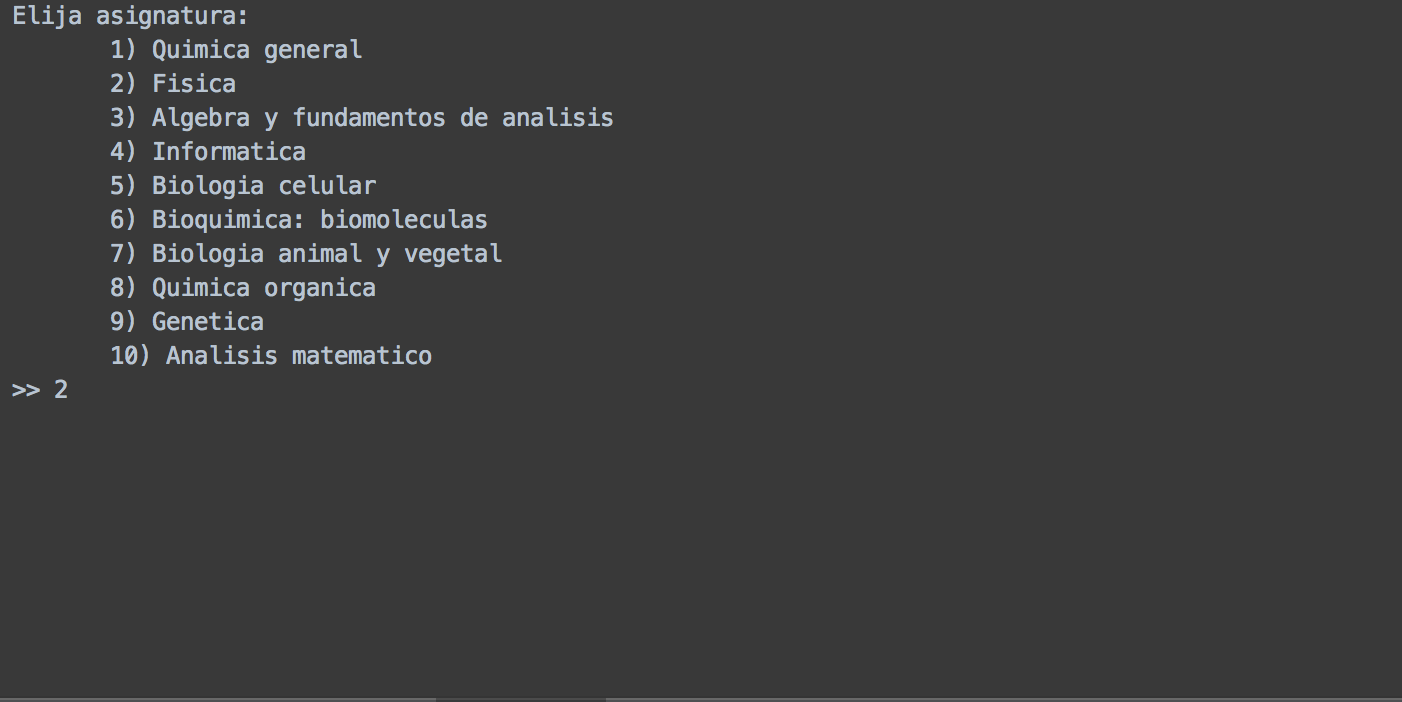 Elija asignatura:
1) Quimica general
2) Fisica
3) Algebra y fundamentos de analisis
4) Informatica
5) Biologia celular
6) Bioquimica: biomoleculas
7) Biologia animal y vegetal
8) Quimica organica
9) Genetica
10) Analisis matematico
>> 2